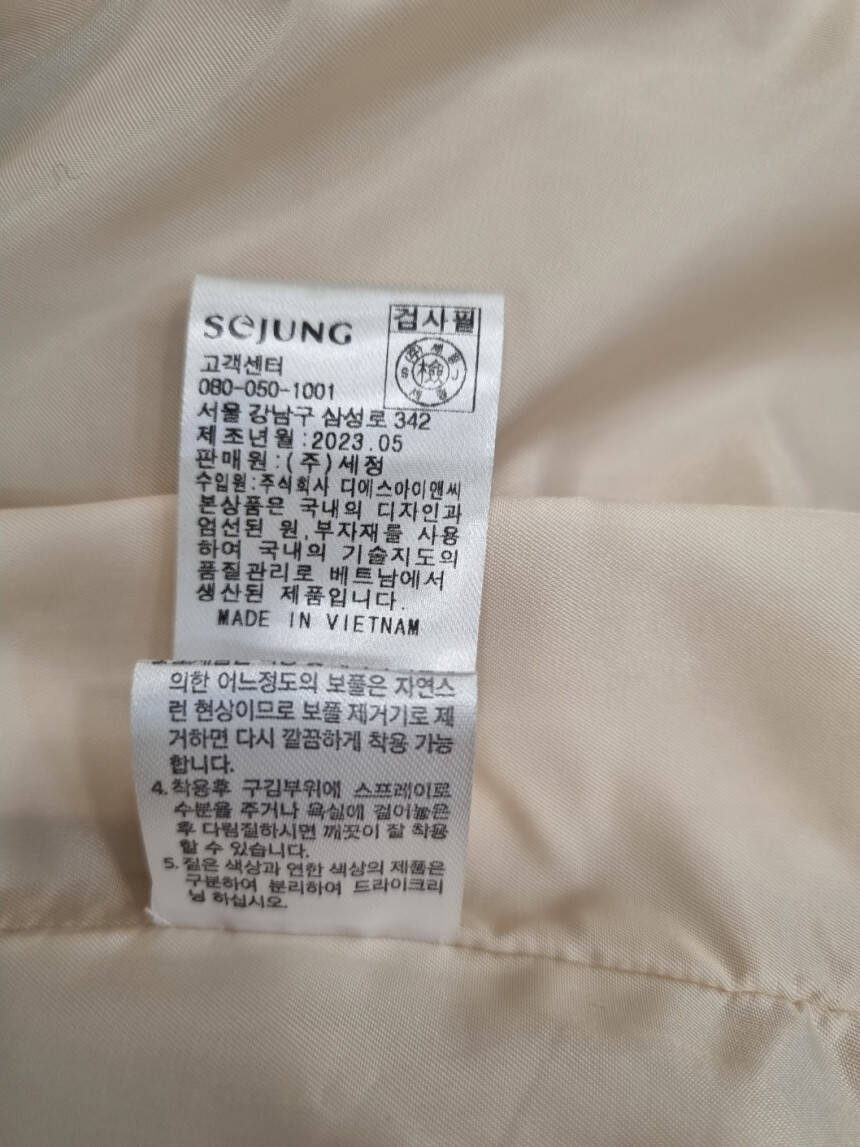 SeJUNG
검사필
(주) 세정
S 檢 J
세정
고객센터
080-050-1001
서울 강남구 삼성로 342
제조년월:2023.05
판매원:(주)세정
수입원:주식회사 디에스아이앤씨
본상품은 국내의 디자인과
엄선된 원,부자재를 사용
하여 국내의 기술지도의
품질관리로 베트남에서
생산된 제품입니다.
MADE IN VIETNAM
의한 어느정도의 보풀은 자연스
런 현상이므로 보풀 제거기로 제
거하면 다시 깔끔하게 착용 가능
합니다.
4.착용후 구김부위에 스프레이로
수분을 주거나 욕실에 걸어놓은
후 다림질하시면 깨끗이 잘 착용
할 수 있습니다.
5.짙은 색상과 연한 색상의 제품은
구분하여 분리하여 드라이크리
닝 하십시오.